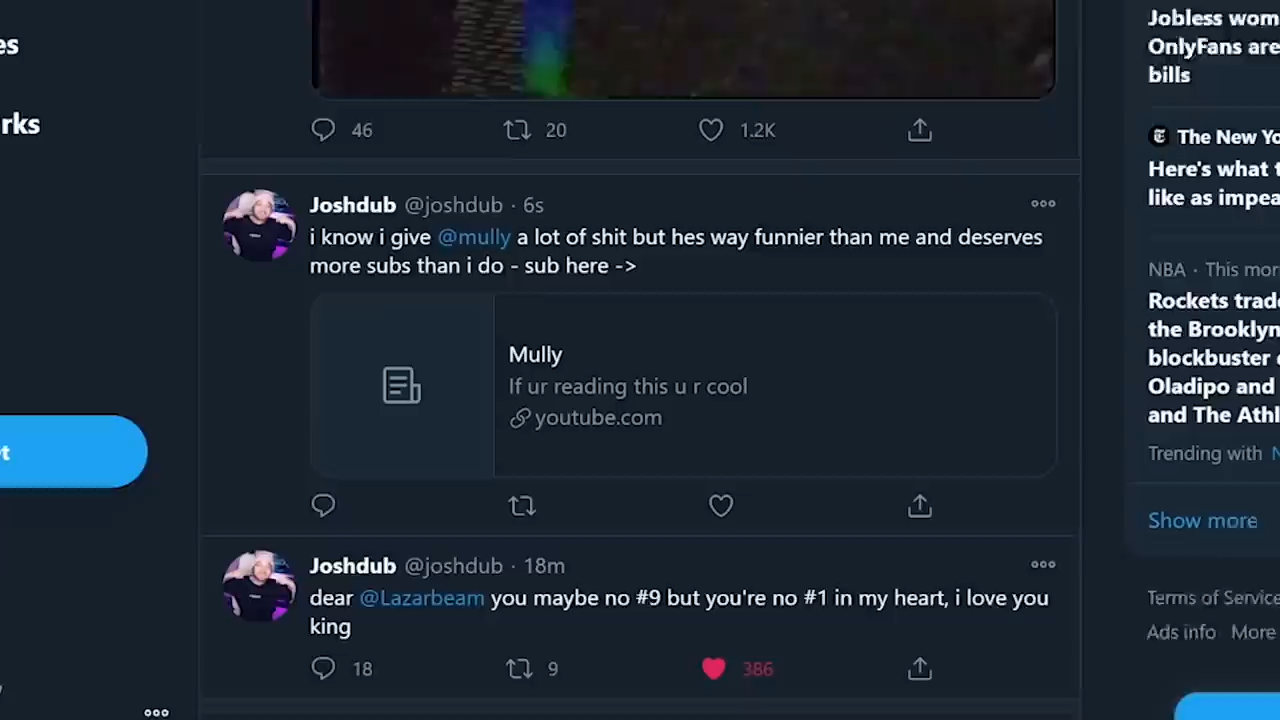 es
rks
t
46 20 1.2K
Joshdub @joshdub · 6s
i know i give @mully a lot of shit but hes way funnier than me and deserves
more subs than i do - sub here ->
Mully
If ur reading this u r cool
youtube.com
Joshdub @joshdub · 18m
dear @Lazarbeam you maybe no #9 but you're no #1 in my heart, i love you
king
18 9 386
Jobless wom
OnlyFans are
bills
The New Yo
Here's what t
like as impea
NBA · This mor
Rockets trade
the Brooklyn
blockbuster
Oladipo and
and The Athl
Trending with N
Show more
Terms of Service
Ads info More